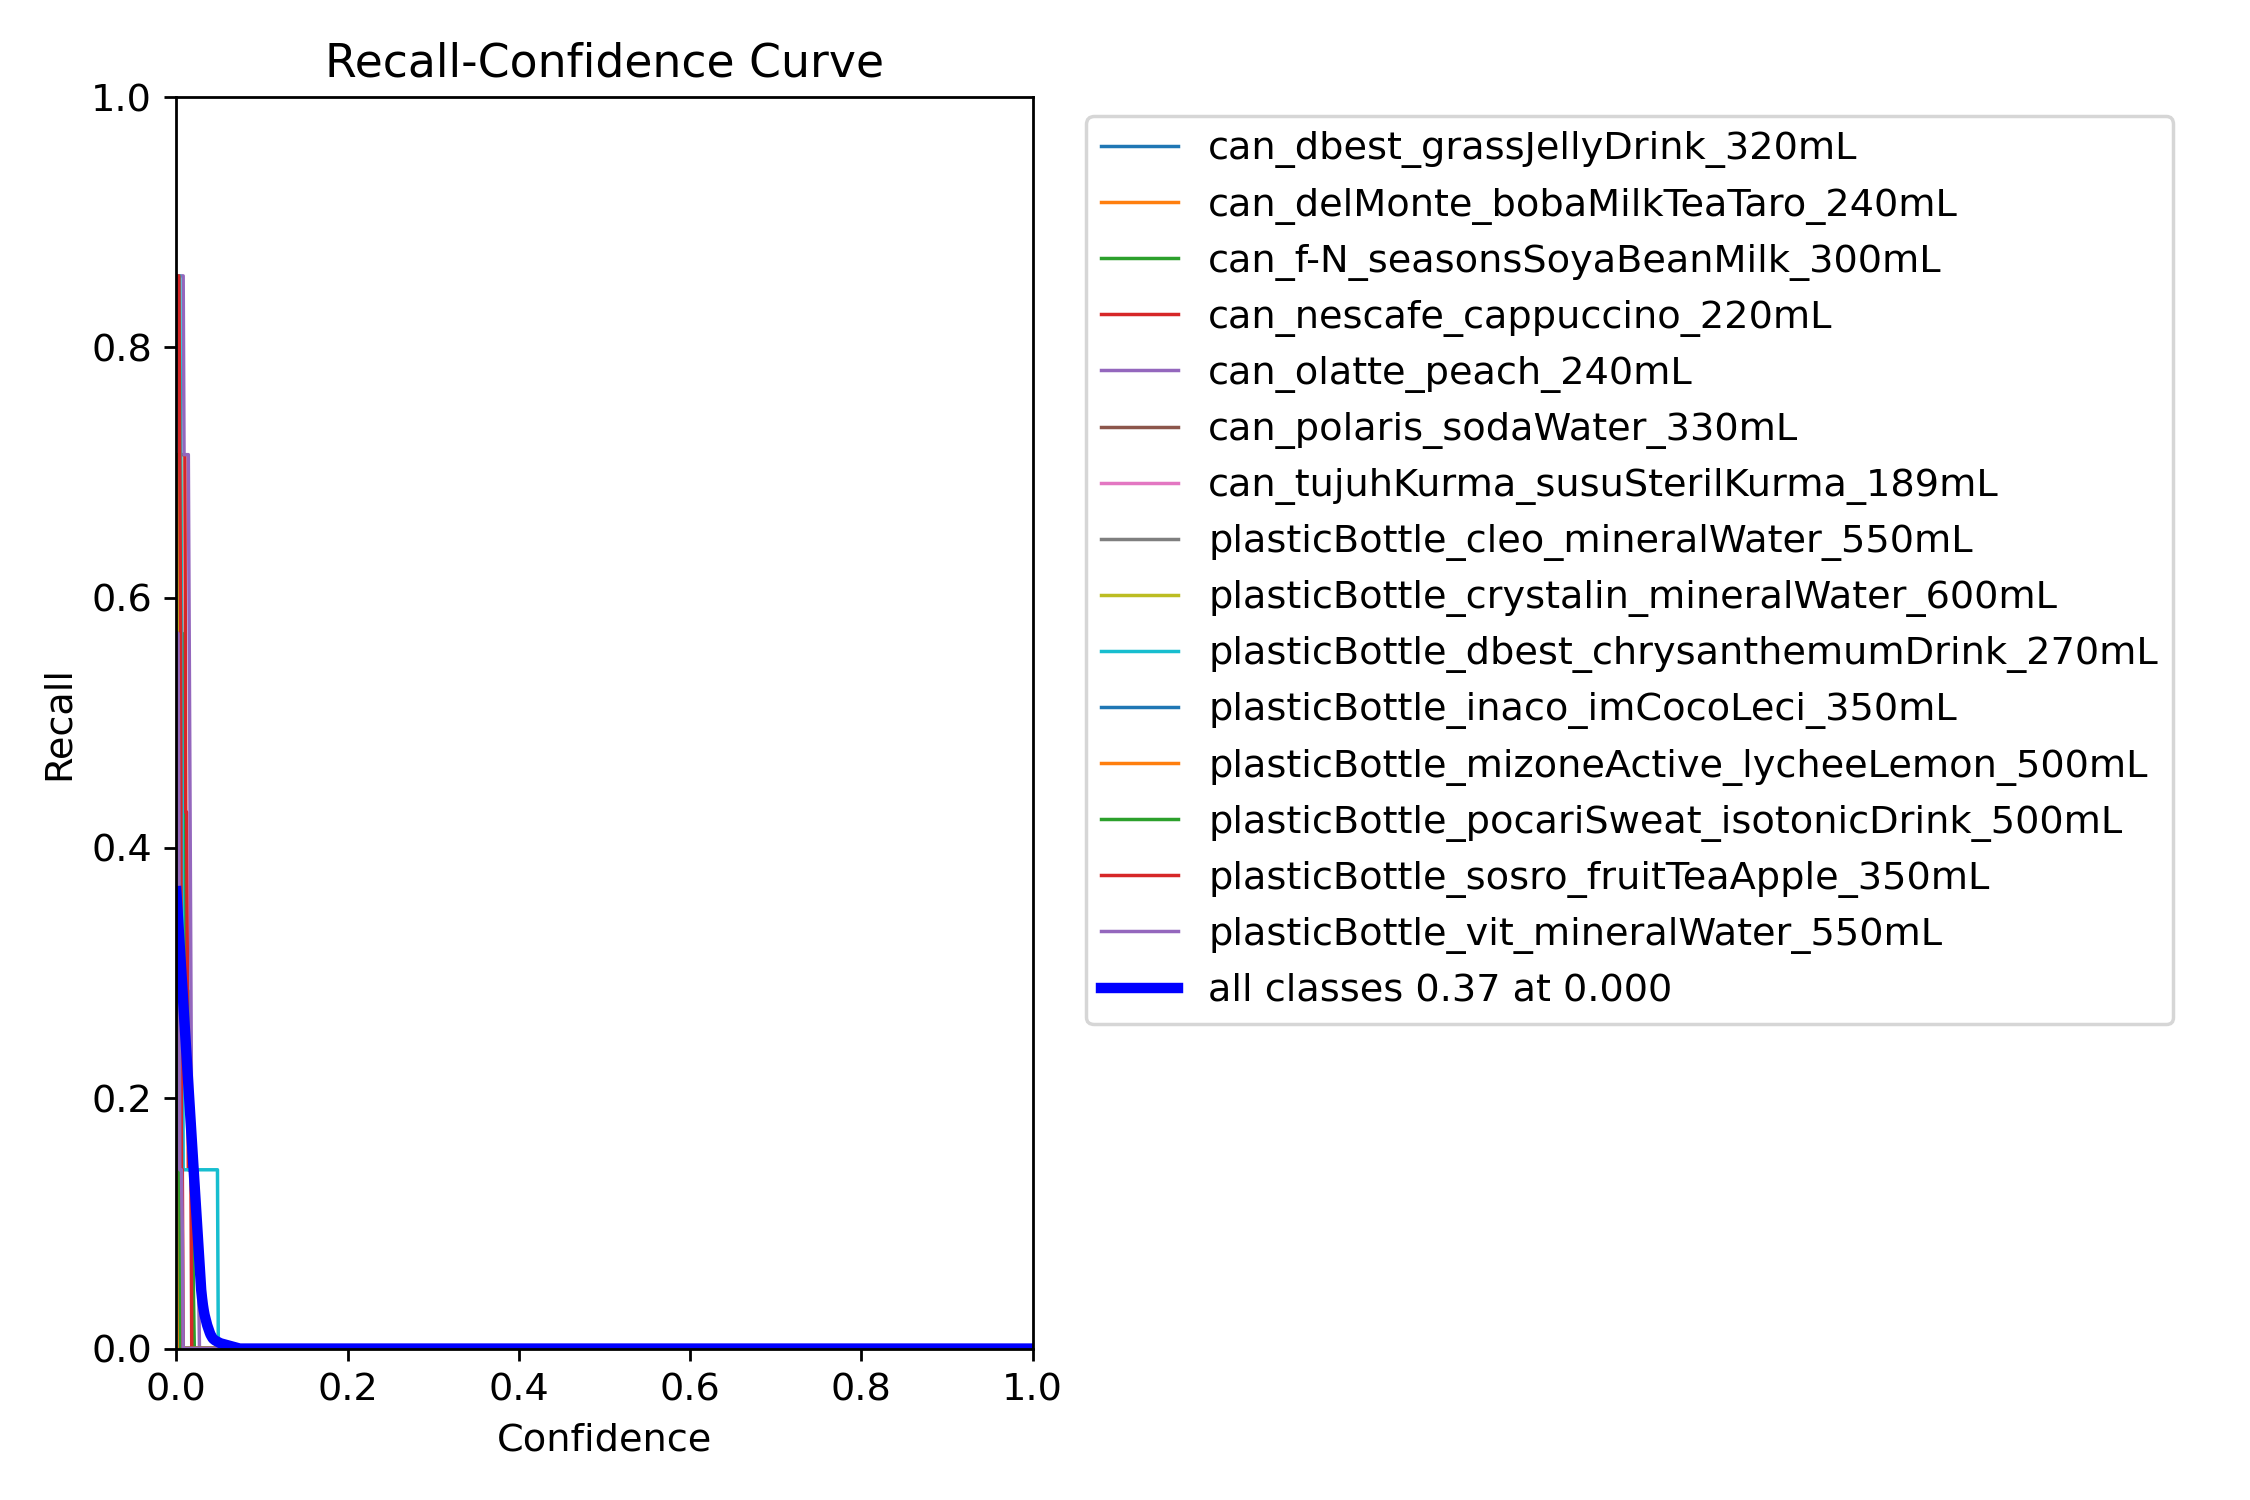 Recall-Confidence Curve
1.0
0.8
0.6
0.4
0.2
0.0
Recall
0.0 0.2 0.4 0.6 0.8 1.0
Confidence
can_dbest_grassJellyDrink_320mL
can_delMonte_bobaMilkTeaTaro_240mL
can_f-N_seasonsSoyaBeanMilk_300mL
can_nescafe_cappuccino_220mL
can_olatte_peach_240mL
can_polaris_sodaWater_330mL
can_tujuhKurma_susuSterilKurma_189mL
plasticBottle_cleo_mineralWater_550mL
plasticBottle_crystalin_mineralWater_600mL
plasticBottle_dbest_chrysanthemumDrink_270mL
plasticBottle_inaco_imCocoLeci_350mL
plasticBottle_mizoneActive_lycheeLemon_500mL
plasticBottle_pocariSweat_isotonicDrink_500mL
plasticBottle_sosro_fruitTeaApple_350mL
plasticBottle_vit_mineralWater_550mL
all classes 0.37 at 0.000